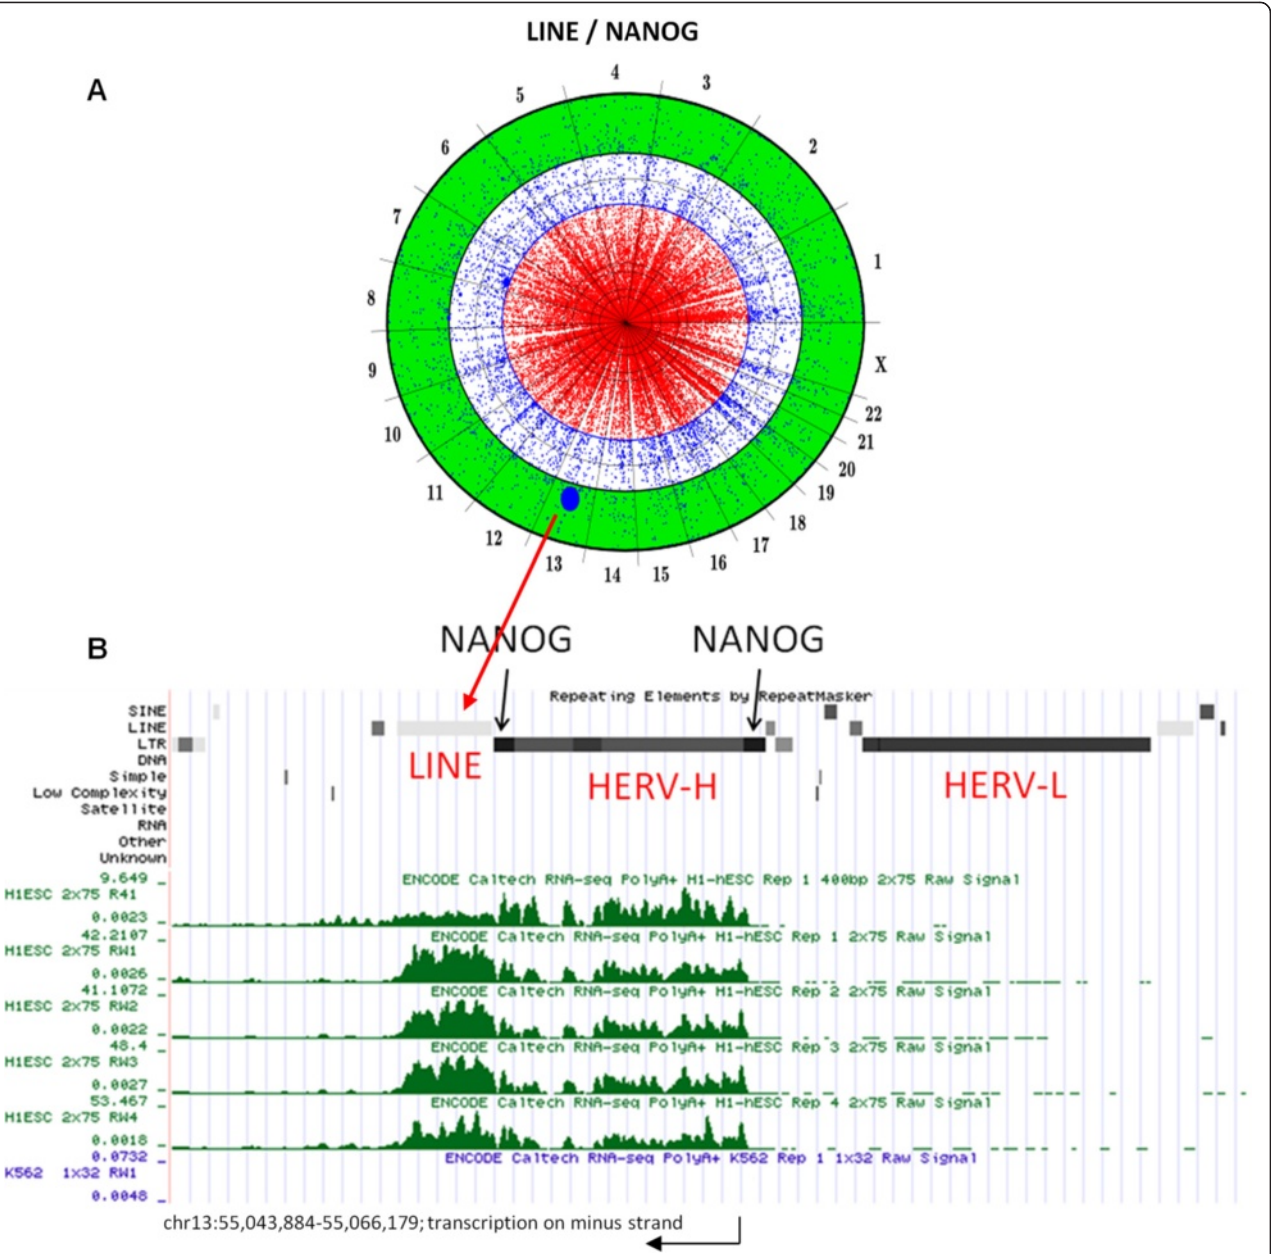 LINE / NANOG
A
4
3
5
2
6
7
1
8
X
9
22
10
21
20
11
19
18
12
17
13
16
14
15
B
NANOG
NANOG
Repeating Elements by RepeatMasker
SINE
LINE
LTR
DNA
LINE
HERV-H
HERV-L
Simple
Low Complexity
Satellite
RNA
Other
Unknown
9.649 _
ENCODE Caltech RNA-seq PolyA+ H1-hESC Rep 1 400bp 2x75 Raw Signal
H1ESC 2x75 R41
0.0023 _
42.2107 _
ENCODE Caltech RNA-seq PolyA+ H1-hESC Rep 1 2x75 Raw Signal
H1ESC 2x75 RW1
0.0026 _
41.1072 _
ENCODE Caltech RNA-seq PolyA+ H1-hESC Rep 2 2x75 Raw Signal
H1ESC 2x75 RW2
0.0022 _
48.4 _
ENCODE Caltech RNA-seq PolyA+ H1-hESC Rep 3 2x75 Raw Signal
H1ESC 2x75 RW3
0.0027 _
53.467 _
ENCODE Caltech RNA-seq PolyA+ H1-hESC Rep 4 2x75 Raw Signal
H1ESC 2x75 RW4
0.0018 _
0.0732 _
ENCODE Caltech RNA-seq PolyA+ K562 Rep 1 1x32 Raw Signal
K562 1x32 RW1
0.0048 _
chr13:55,043,884-55,066,179; transcription on minus strand